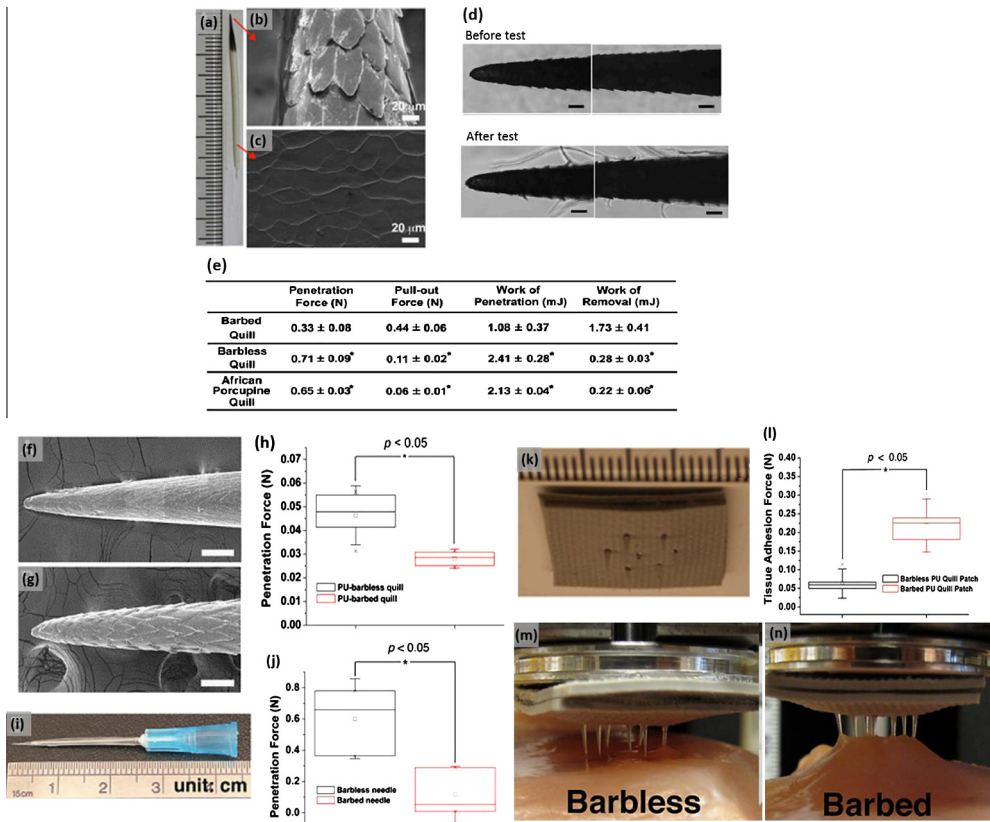 (a)
(b)
20 μm
(c)
20 μm
(d)
Before test
After test
(e)
Penetration Force (N) Pull-out Force (N) Work of Penetration (mJ) Work of Removal (mJ)
Barbed Quill 0.33 ± 0.08 0.44 ± 0.06 1.08 ± 0.37 1.73 ± 0.41
Barbless Quill 0.71 ± 0.09* 0.11 ± 0.02* 2.41 ± 0.28* 0.28 ± 0.03*
African Porcupine Quill 0.65 ± 0.03* 0.06 ± 0.01* 2.13 ± 0.04* 0.22 ± 0.06*
(f)
(g)
(h)
p < 0.05
*
Penetration Force (N)
0.07
0.06
0.05
0.04
0.03
0.02
0.01
0.00
PU-barbless quill
PU-barbed quill
(i)
15cm 1 2 3 unit: cm
(j)
p < 0.05
*
Penetration Force (N)
0.8
0.6
0.4
0.2
0.0
Barbless needle
Barbed needle
(k)
(l)
p < 0.05
*
Tissue Adhesion Force (N)
0.40
0.35
0.30
0.25
0.20
0.15
0.10
0.05
0.00
Barbless PU Quill Patch
Barbed PU Quill Patch
(m)
Barbless
(n)
Barbed